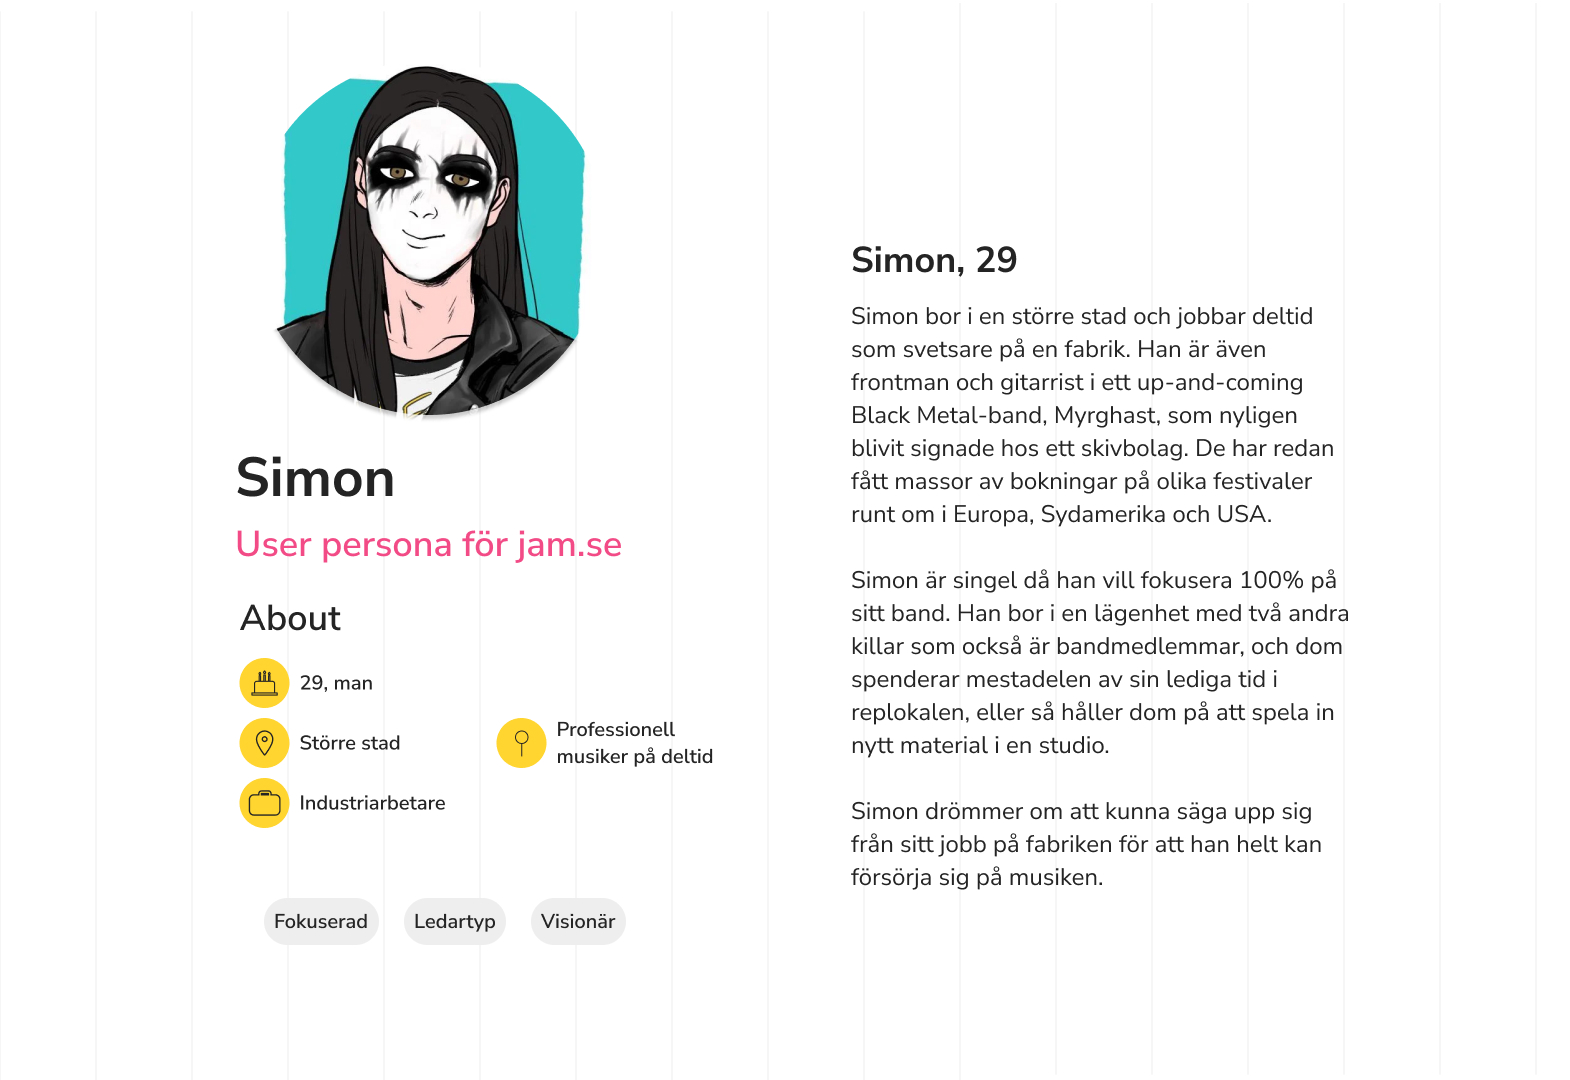 Simon
User persona för jam.se
About
29, man
Större stad
Professionell
musiker på deltid
Industriarbetare
Fokuserad
Ledartyp
Visionär
Simon, 29
Simon bor i en större stad och jobbar deltid
som svetsare på en fabrik. Han är även
frontman och gitarrist i ett up-and-coming
Black Metal-band, Myrghast, som nyligen
blivit signade hos ett skivbolag. De har redan
fått massor av bokningar på olika festivaler
runt om i Europa, Sydamerika och USA.
Simon är singel då han vill fokusera 100% på
sitt band. Han bor i en lägenhet med två andra
killar som också är bandmedlemmar, och dom
spenderar mestadelen av sin lediga tid i
replokalen, eller så håller dom på att spela in
nytt material i en studio.
Simon drömmer om att kunna säga upp sig
från sitt jobb på fabriken för att han helt kan
försörja sig på musiken.